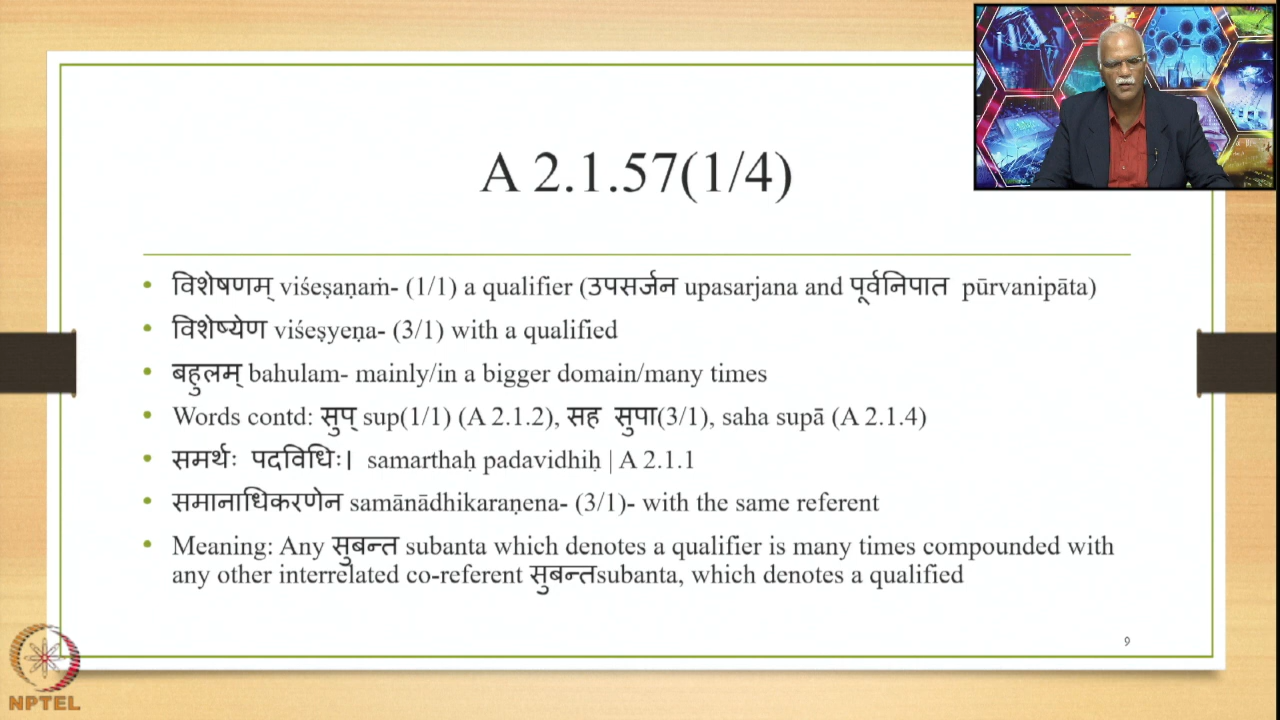 A 2.1.57(1/4)
• विशेषणम् viśeṣaṇaṁ- (1/1) a qualifier (उपसर्जन upasarjana and पूर्वनिपात pūrvanipāta)
• विशेष्येण viśeṣyeṇa- (3/1) with a qualified
• बहुलम् bahulam- mainly/in a bigger domain/many times
• Words contd: सुप् sup(1/1) (A 2.1.2), सह सुपा(3/1), saha supā (A 2.1.4)
• समर्थः पदविधिः। samarthaḥ padavidhiḥ | A 2.1.1
• समानाधिकरणेन samānādhikaraṇena- (3/1)- with the same referent
• Meaning: Any सुबन्त subanta which denotes a qualifier is many times compounded with
any other interrelated co-referent सुबन्तsubanta, which denotes a qualified
9
NPTEL